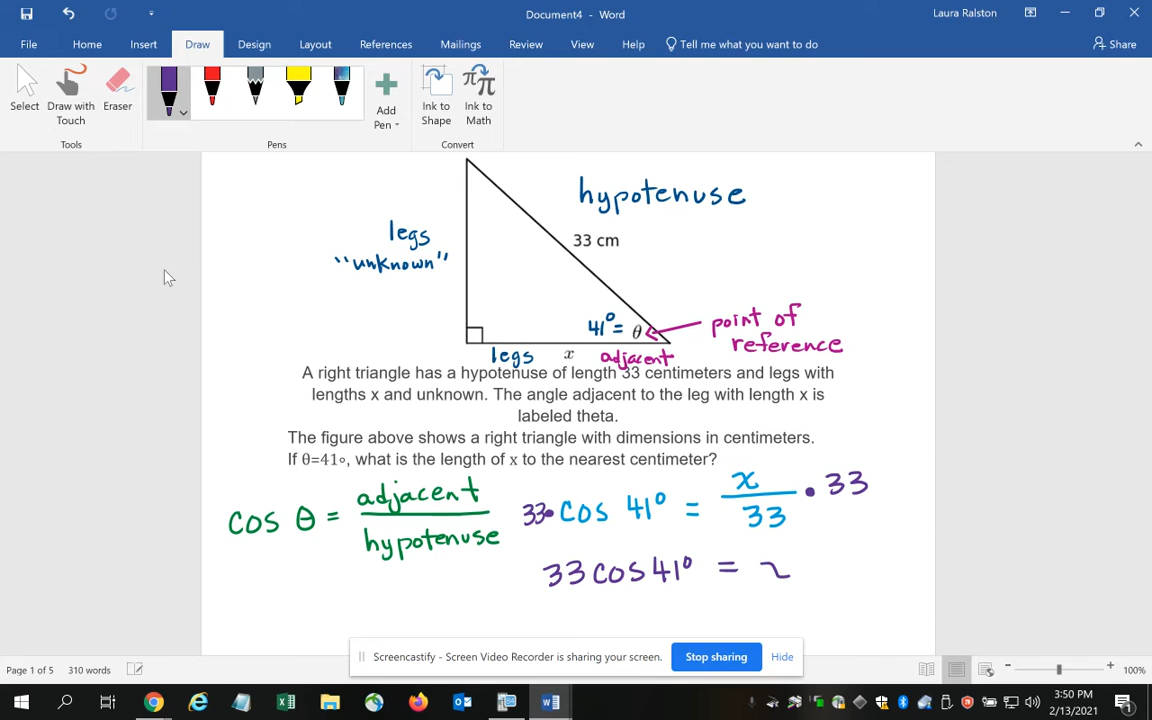 Document4 - Word
Laura Ralston
File Home Insert Draw Design Layout References Mailings Review View Help Tell me what you want to do Share
Select Draw with Touch Eraser Add Pen Ink to Shape Ink to Math
Tools Pens Convert
hypotenuse
legs
33 cm
"unknown"
41° = θ
point of
reference
legs x adjacent
A right triangle has a hypotenuse of length 33 centimeters and legs with
lengths x and unknown. The angle adjacent to the leg with length x is
labeled theta.
The figure above shows a right triangle with dimensions in centimeters.
If θ=41∘, what is the length of x to the nearest centimeter?
cos θ = adjacent / hypotenuse
33• cos 41° = x / 33 • 33
33 cos 41° =
Screencastify - Screen Video Recorder is sharing your screen. Stop sharing Hide
Page 1 of 5 310 words 100%
3:50 PM
2/13/2021